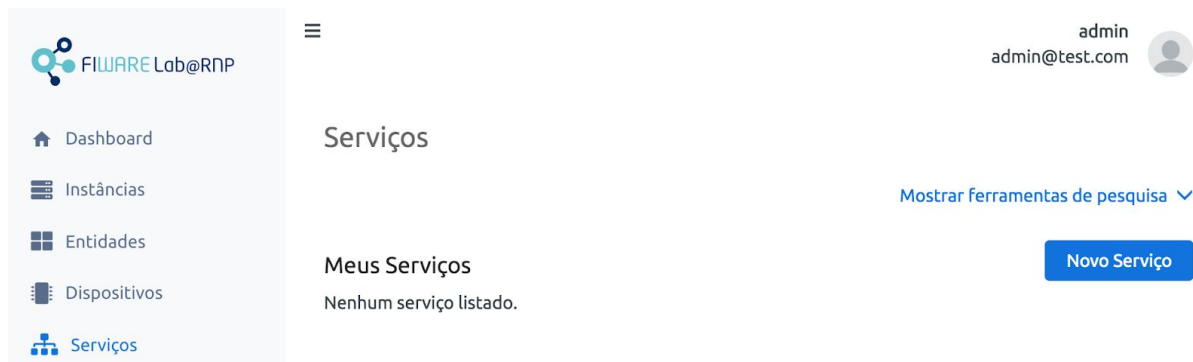 FIWARE Lab@RNP
admin
admin@test.com
Dashboard
Instâncias
Entidades
Dispositivos
Serviços
Serviços
Mostrar ferramentas de pesquisa
Meus Serviços
Novo Serviço
Nenhum serviço listado.